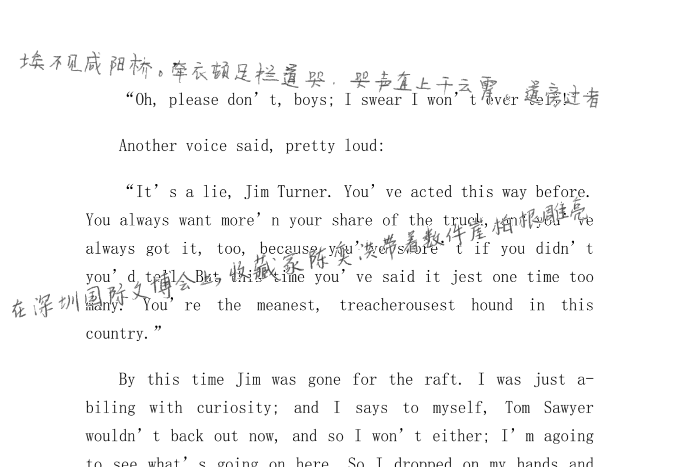 埃不见咸阳桥。牵衣顿足拦道哭，哭声直上干云霄。道旁过者
“Oh, please don’t, boys; I swear I won’t ever tell!”
Another voice said, pretty loud:
“It’s a lie, Jim Turner. You’ve acted this way before.
You always want more’n your share of the truck, and you’ve
always got it, too, because you’ve swore ’t if you didn’t
you’d tell. But this time you’ve said it jest one time too
many. You’re the meanest, treacherousest hound in this
country.”
在深圳国际文博会上，收藏家陈奥洪带着数件崖柏根雕亮
By this time Jim was gone for the raft. I was just a-
biling with curiosity; and I says to myself, Tom Sawyer
wouldn’t back out now, and so I won’t either; I’m agoing
to see what’s going on here. So I dropped on my hands and